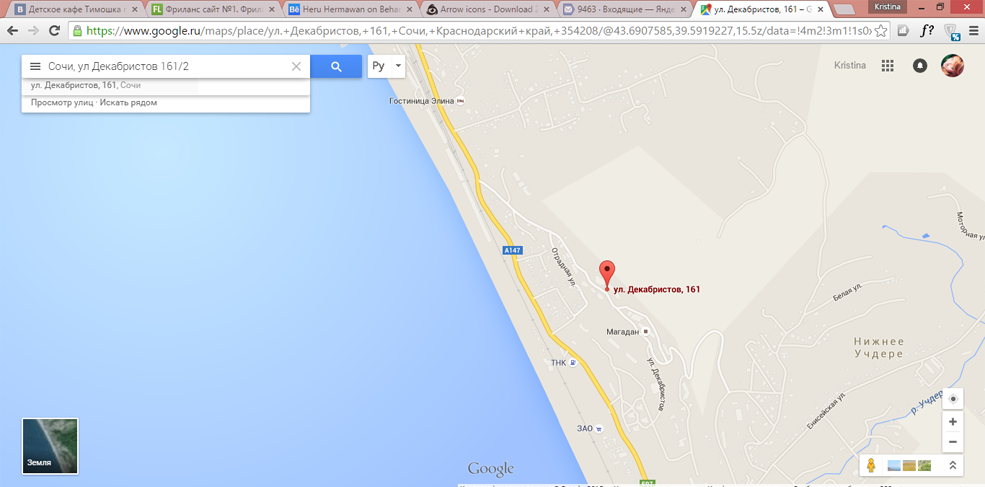 Детское кафе Тимошка
Фриланс сайт №1, Фрил
Heru Hermawan on Behan
Arrow icons - Download
9463 · Входящие — Янде
ул. Декабристов, 161 – G
Kristina
https://www.google.ru/maps/place/ул.+Декабристов,+161,+Сочи,+Краснодарский+край,+354208/@43.6907585,39.5919227,15.5z/data=!4m2!3m1!1s0x
Сочи, ул Декабристов 161/2
Ру
Kristina
ул. Декабристов, 161, Сочи
Просмотр улиц · Искать рядом
Гостиница Элина
Моторная ул.
A147
Отрадная ул.
ул. Декабристов, 161
Белая ул.
Магадан
Нижнее
Учдере
ТНК
ул. Декабристов
Енисейская ул.
р. Учдере
ЗАО
Земля
Google